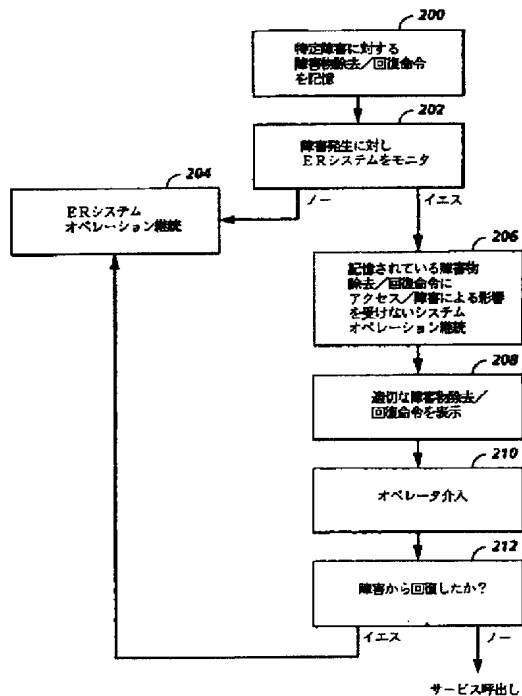 200
特定障害に対する
障害物除去/回復命令
を記憶
202
障害発生に対し
ERシステムをモニタ
ノー
イエス
204
ERシステム
オペレーション継続
206
記憶されている障害物
除去/回復命令に
アクセス/障害による影響
を受けないシステム
オペレーション継続
208
適切な障害物除去/
回復命令を表示
210
オペレータ介入
212
障害から回復したか?
イエス
ノー
サービス呼出し